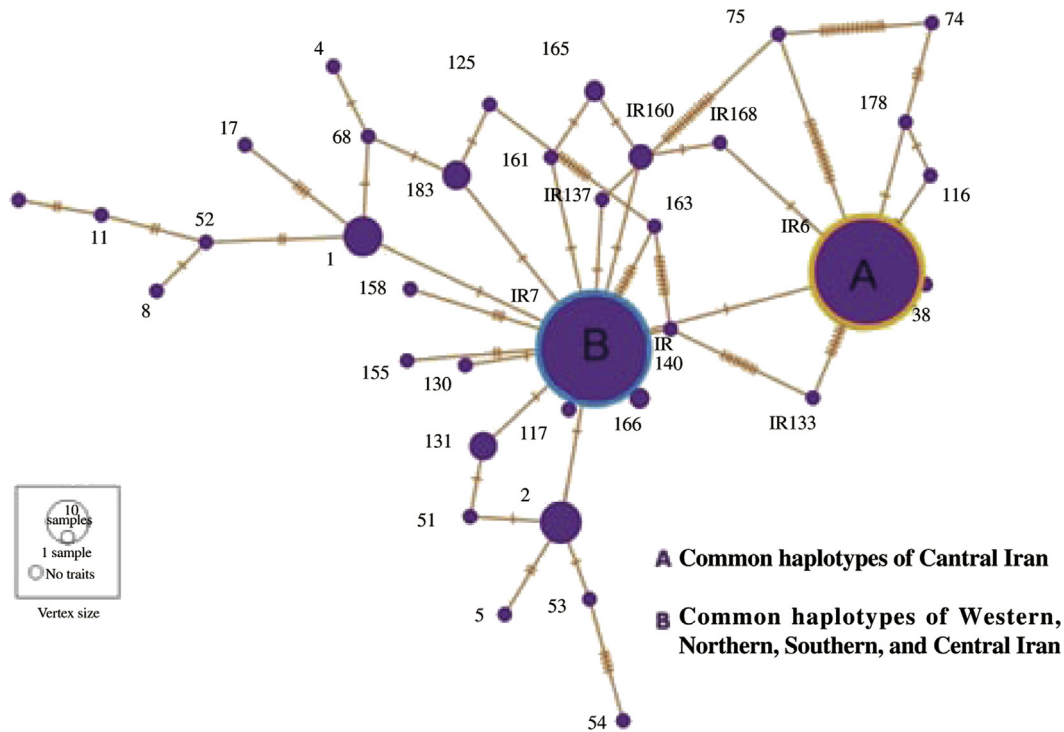 75
74
4
165
125
IR160
IR168
178
17
68
161
183
IR137
163
116
IR6
52
11
1
A
158
IR7
38
8
B
IR
140
155
130
IR133
117
166
131
2
51
10
samples
1 sample
No traits
Vertex size
5
53
54
A Common haplotypes of Cantral Iran
B Common haplotypes of Western,
Northern, Southern, and Central Iran